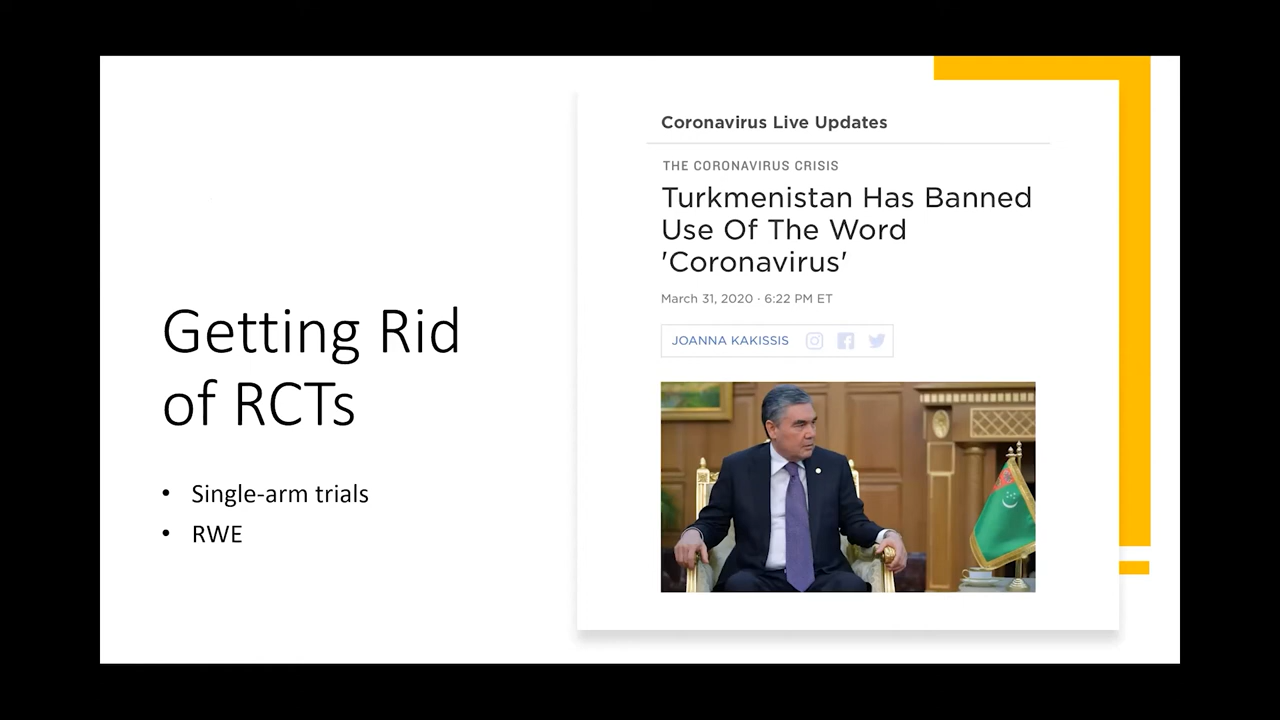 Getting Rid
of RCTs
• Single-arm trials
• RWE
Coronavirus Live Updates
THE CORONAVIRUS CRISIS
Turkmenistan Has Banned
Use Of The Word
'Coronavirus'
March 31, 2020 · 6:22 PM ET
JOANNA KAKISSIS